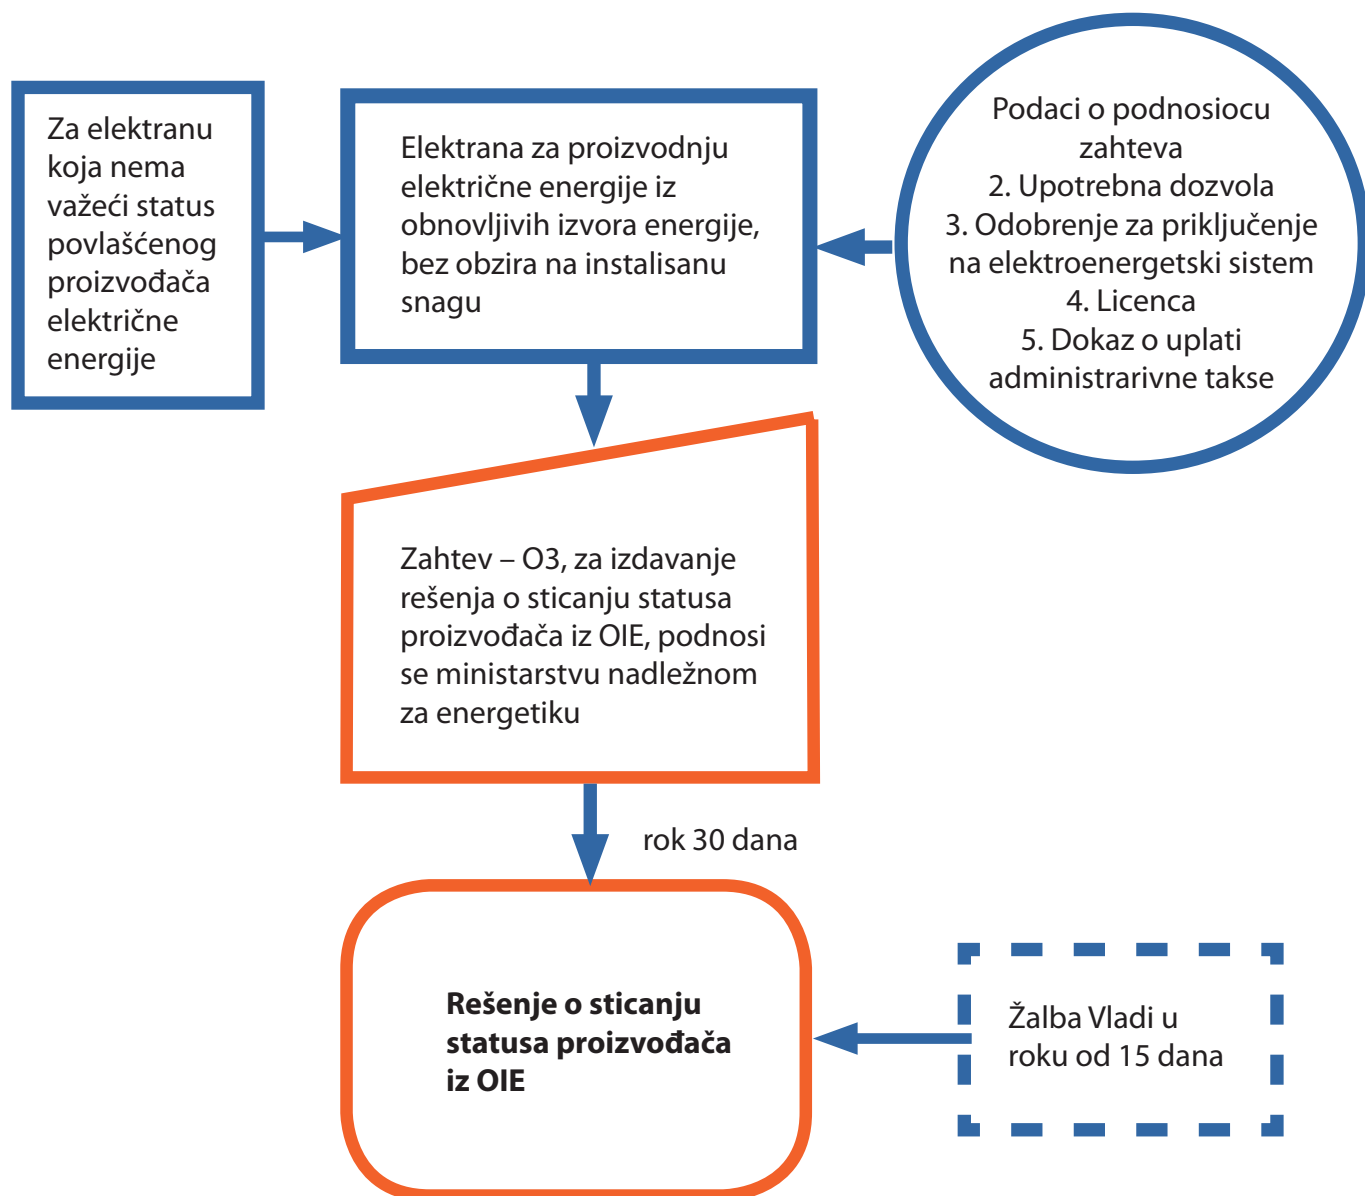 Za elektranu
koja nema
važeći status
povlašćenog
proizvođača
električne
energije
Elektrana za proizvodnju
električne energije iz
obnovljivih izvora energije,
bez obzira na instalisanu
snagu
Podaci o podnosiocu
zahteva
2. Upotrebna dozvola
3. Odobrenje za priključenje
na elektroenergetski sistem
4. Licenca
5. Dokaz o uplati
administrarivne takse
Zahtev – O3, za izdavanje
rešenja o sticanju statusa
proizvođača iz OIE, podnosi
se ministarstvu nadležnom
za energetiku
rok 30 dana
Rešenje o sticanju
statusa proizvođača
iz OIE
Žalba Vladi u
roku od 15 dana